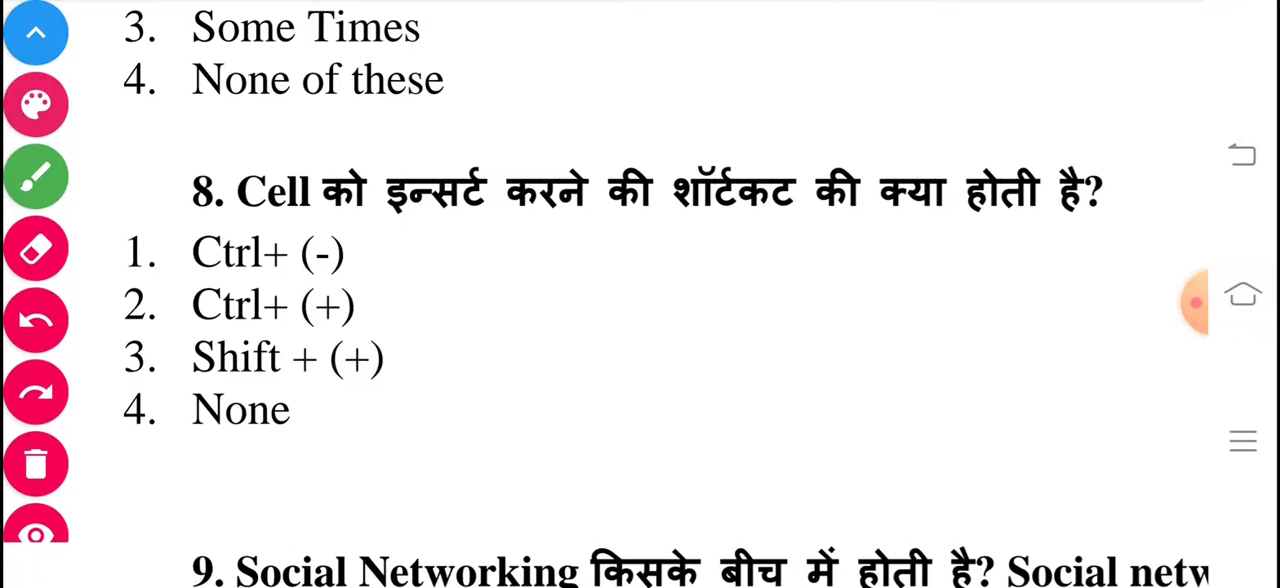 3. Some Times
4. None of these
8. Cell को इन्सर्ट करने की शॉर्टकट की क्या होती है?
1. Ctrl+ (-)
2. Ctrl+ (+)
3. Shift + (+)
4. None
9. Social Networking किसके बीच में होती है? Social netw